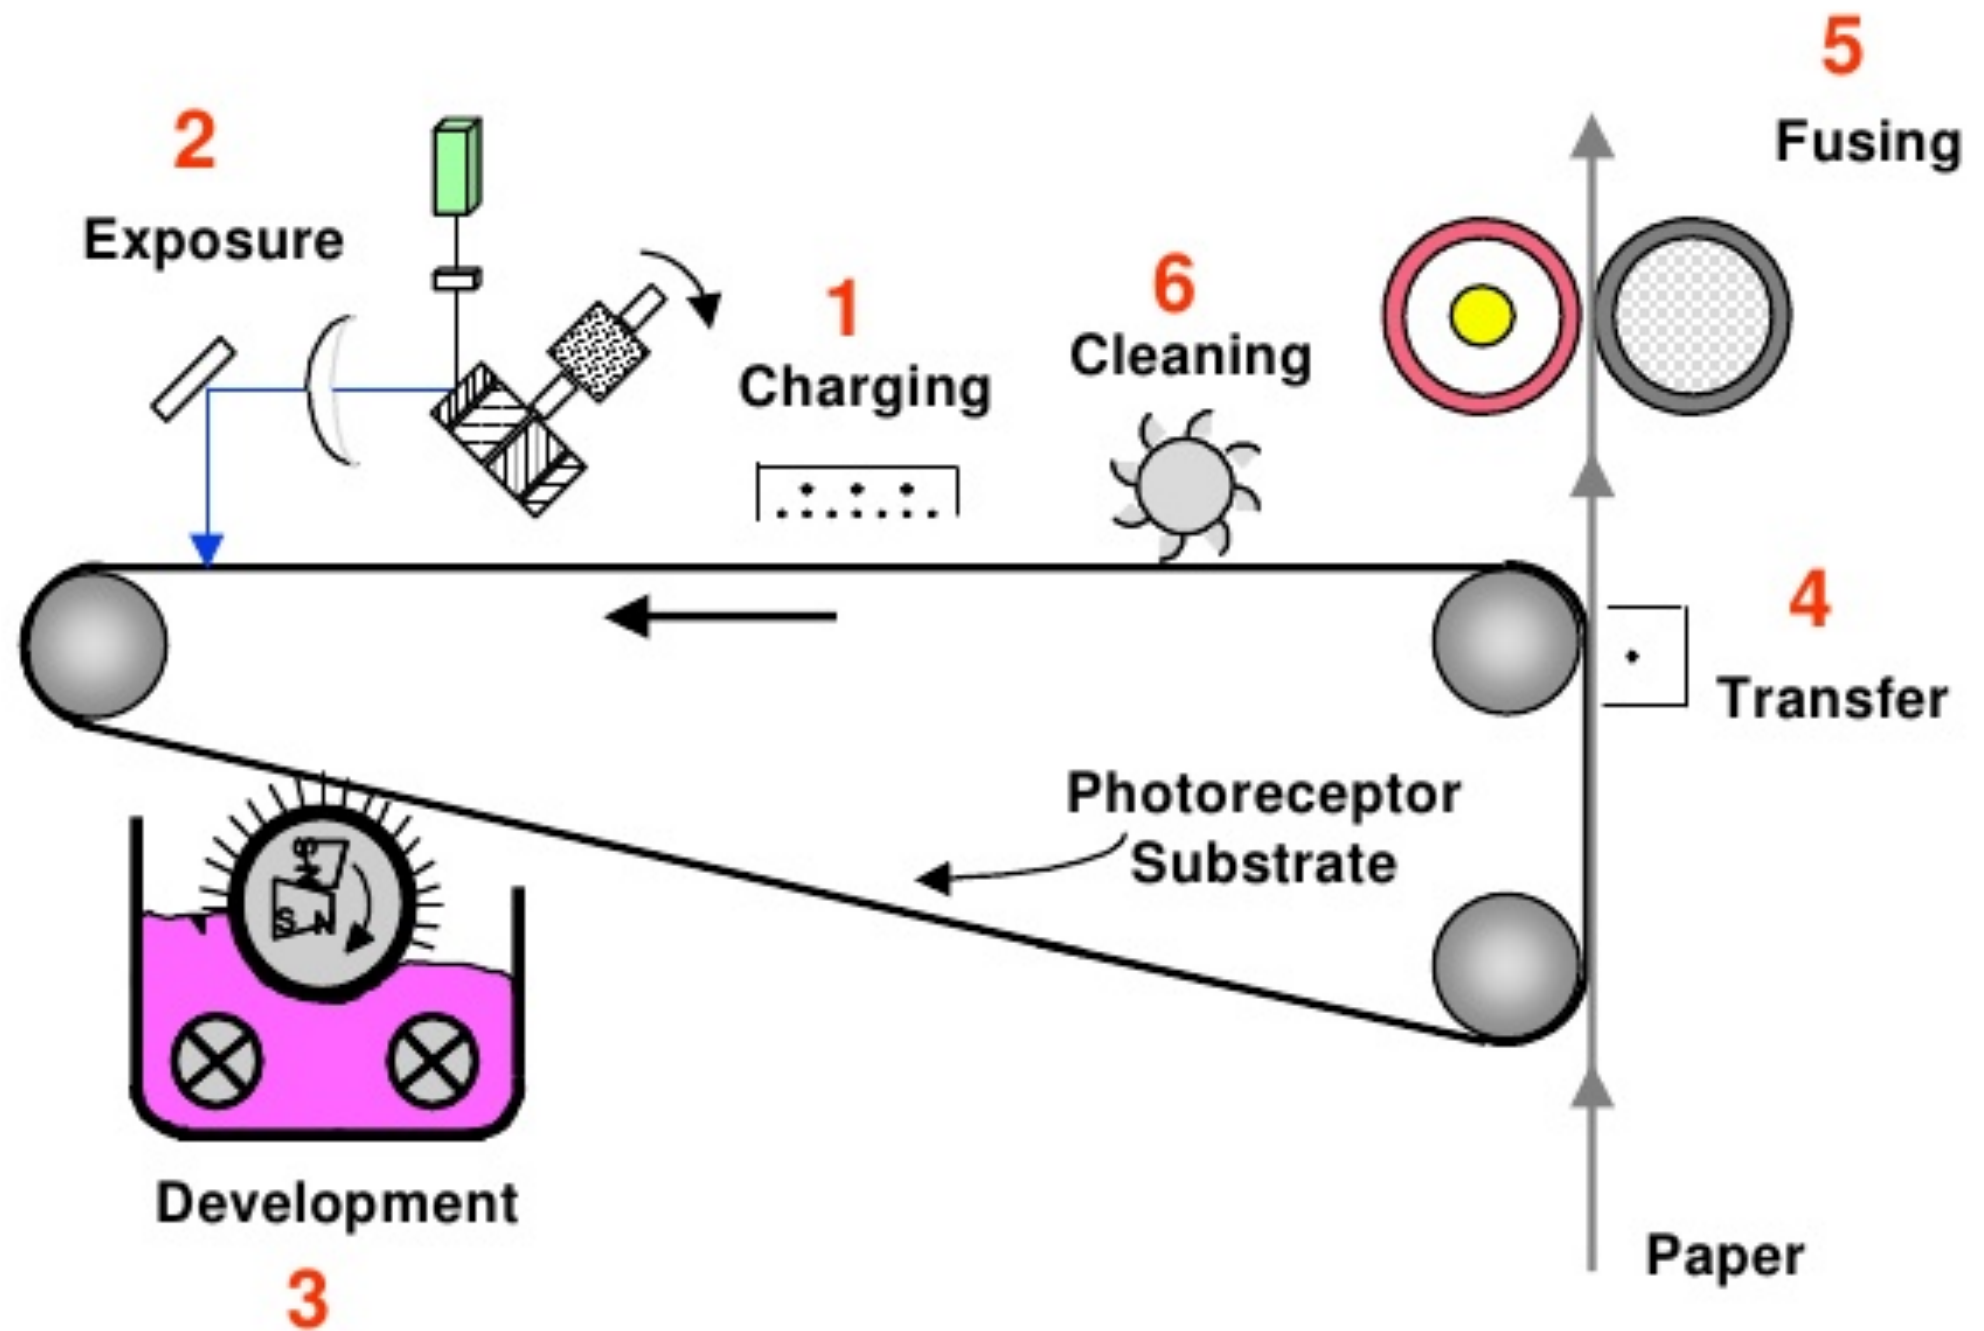 5
Fusing
2
Exposure
1
Charging
6
Cleaning
4
Transfer
Photoreceptor
Substrate
S N
S N
Development
3
Paper